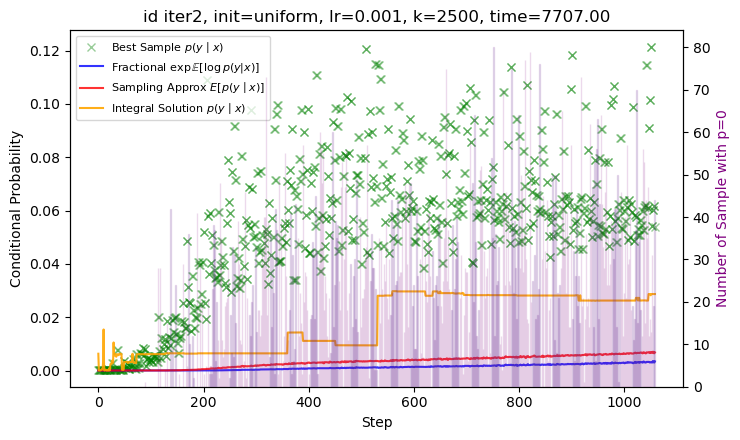 id iter2, init=uniform, lr=0.001, k=2500, time=7707.00
Best Sample p(y | x)
Fractional exp𝔼[log p(y|x)]
Sampling Approx E[p(y | x)]
Integral Solution p(y | x)
0.12
0.10
0.08
0.06
0.04
0.02
0.00
Conditional Probability
80
70
60
50
40
30
20
10
0
Number of Sample with p=0
0 200 400 600 800 1000
Step